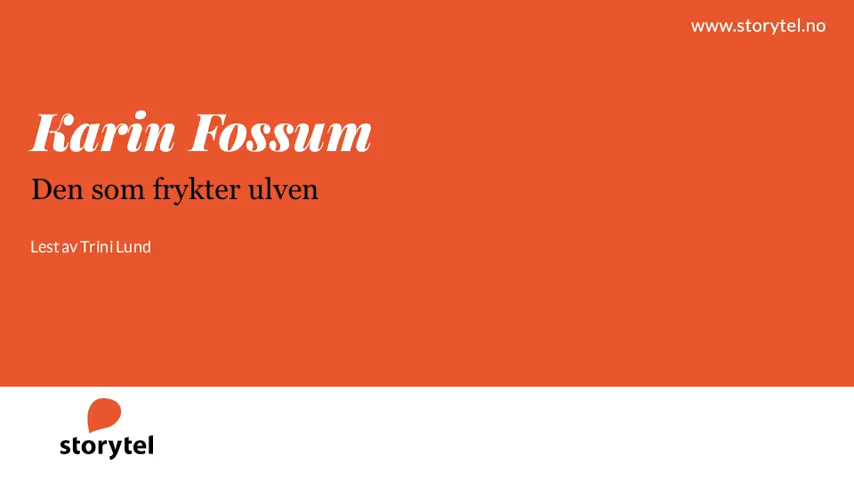 www.storytel.no
Karin Fossum
Den som frykter ulven
Lest av Trini Lund
storytel